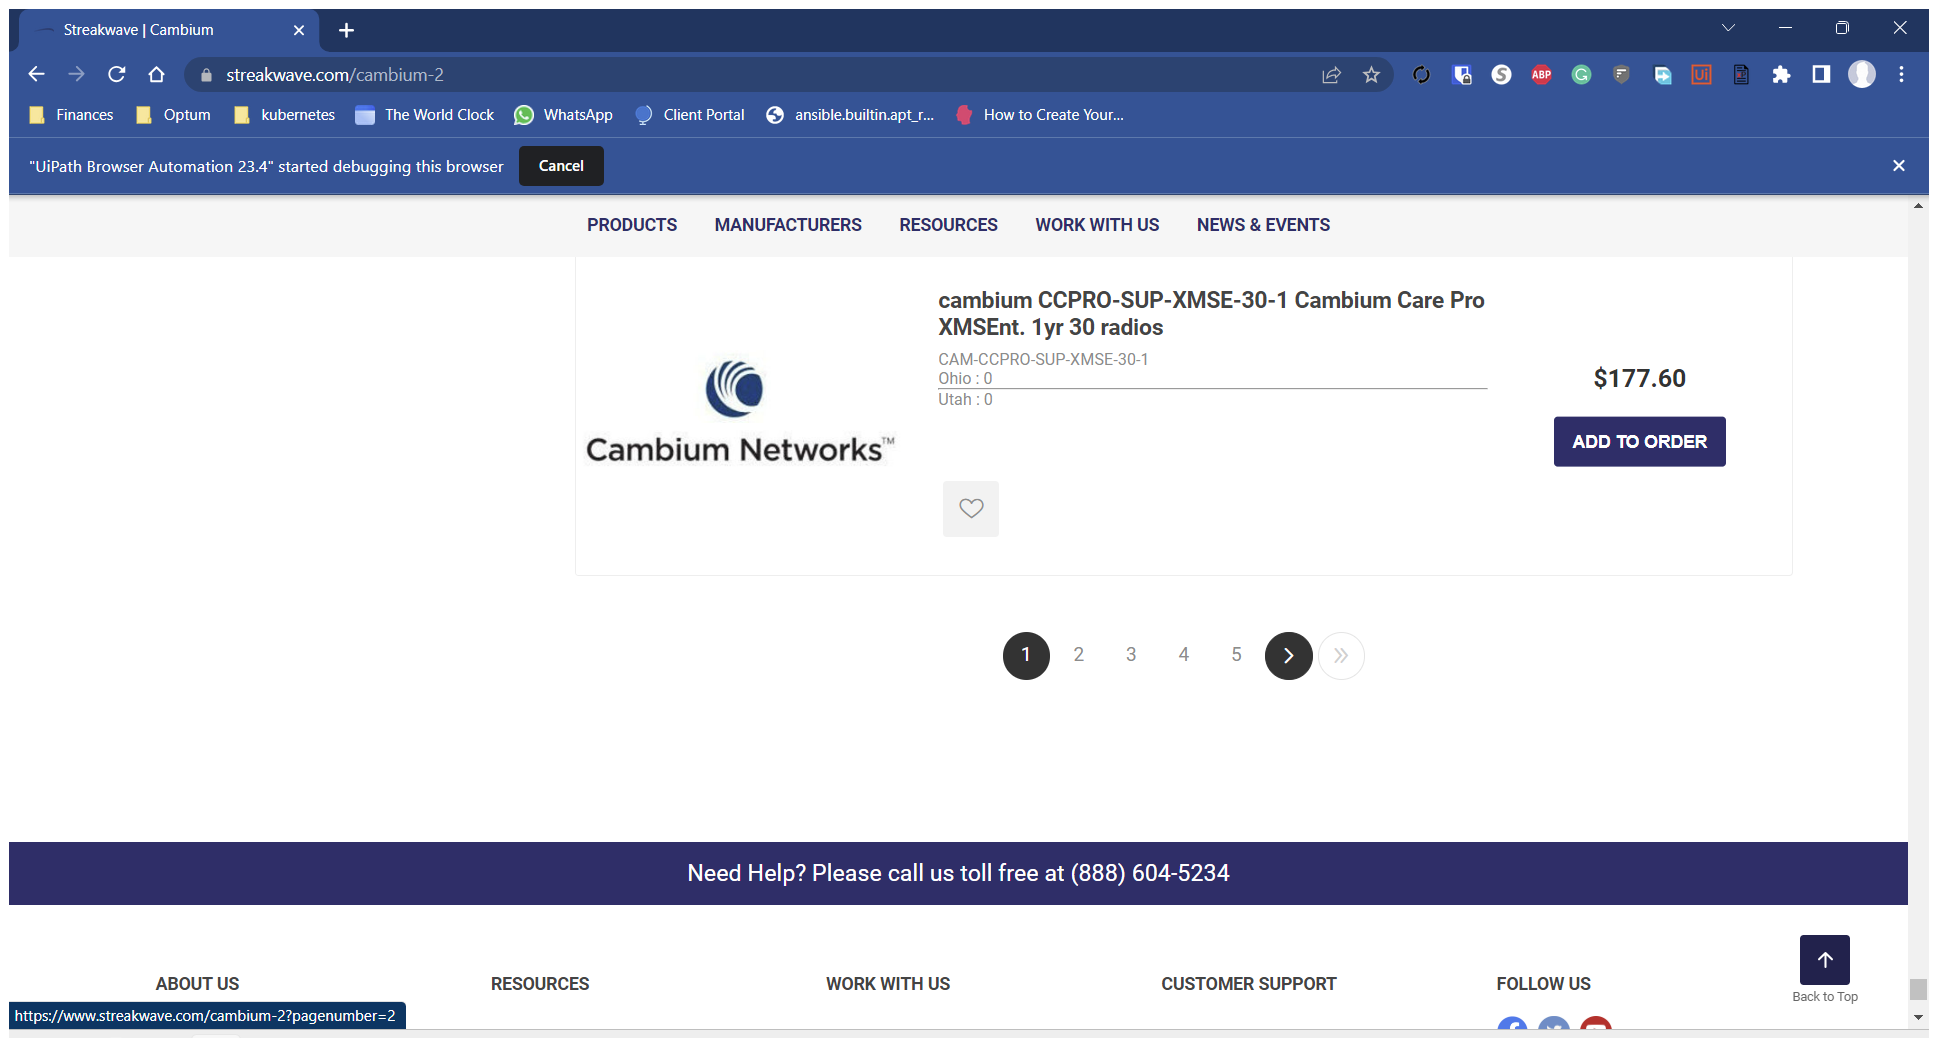 Streakwave | Cambium
streakwave.com/cambium-2
ABP
Ui
Finances
Optum
kubernetes
The World Clock
WhatsApp
Client Portal
ansible.builtin.apt_r...
How to Create Your...
"UiPath Browser Automation 23.4" started debugging this browser
Cancel
PRODUCTS
MANUFACTURERS
RESOURCES
WORK WITH US
NEWS & EVENTS
cambium CCPRO-SUP-XMSE-30-1 Cambium Care Pro
XMSEnt. 1yr 30 radios
CAM-CCPRO-SUP-XMSE-30-1
Ohio : 0
Utah : 0
$177.60
ADD TO ORDER
Cambium Networks™
1 2 3 4 5
Need Help? Please call us toll free at (888) 604-5234
ABOUT US
RESOURCES
WORK WITH US
CUSTOMER SUPPORT
FOLLOW US
Back to Top
https://www.streakwave.com/cambium-2?pagenumber=2